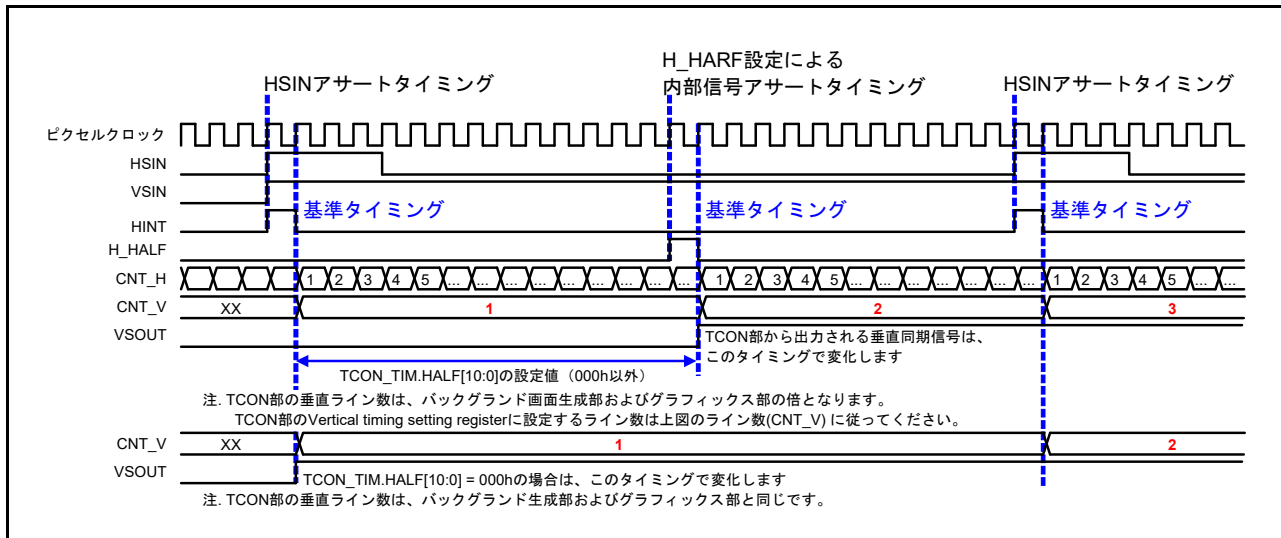 H_HARF設定による
HSINアサートタイミング 内部信号アサートタイミング HSINアサートタイミング
ピクセルクロック
HSIN
VSIN
HINT 基準タイミング 基準タイミング 基準タイミング
H_HALF
CNT_H 1 2 3 4 5 ... ... ... ... ... ... ... ... 1 2 3 4 5 ... ... ... ... ... ... ... 1 2 3 4 5 ... ...
CNT_V XX 1 2 3
VSOUT TCON部から出力される垂直同期信号は、
このタイミングで変化します
TCON_TIM.HALF[10:0]の設定値（000h以外）
注. TCON部の垂直ライン数は、バックグランド画面生成部およびグラフィックス部の倍となります。
TCON部のVertical timing setting registerに設定するライン数は上図のライン数(CNT_V) に従ってください。
CNT_V XX 1 2
VSOUT TCON_TIM.HALF[10:0] = 000hの場合は、このタイミングで変化します
注. TCON部の垂直ライン数は、バックグランド生成部およびグラフィックス部と同じです。